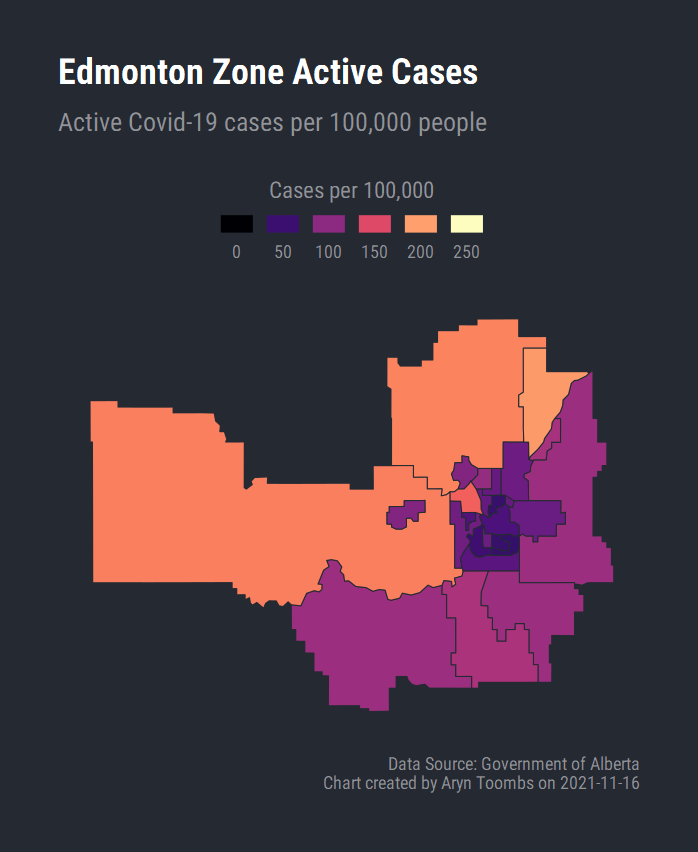 Edmonton Zone Active Cases
Active Covid-19 cases per 100,000 people
Cases per 100,000
0 50 100 150 200 250
Data Source: Government of Alberta
Chart created by Aryn Toombs on 2021-11-16